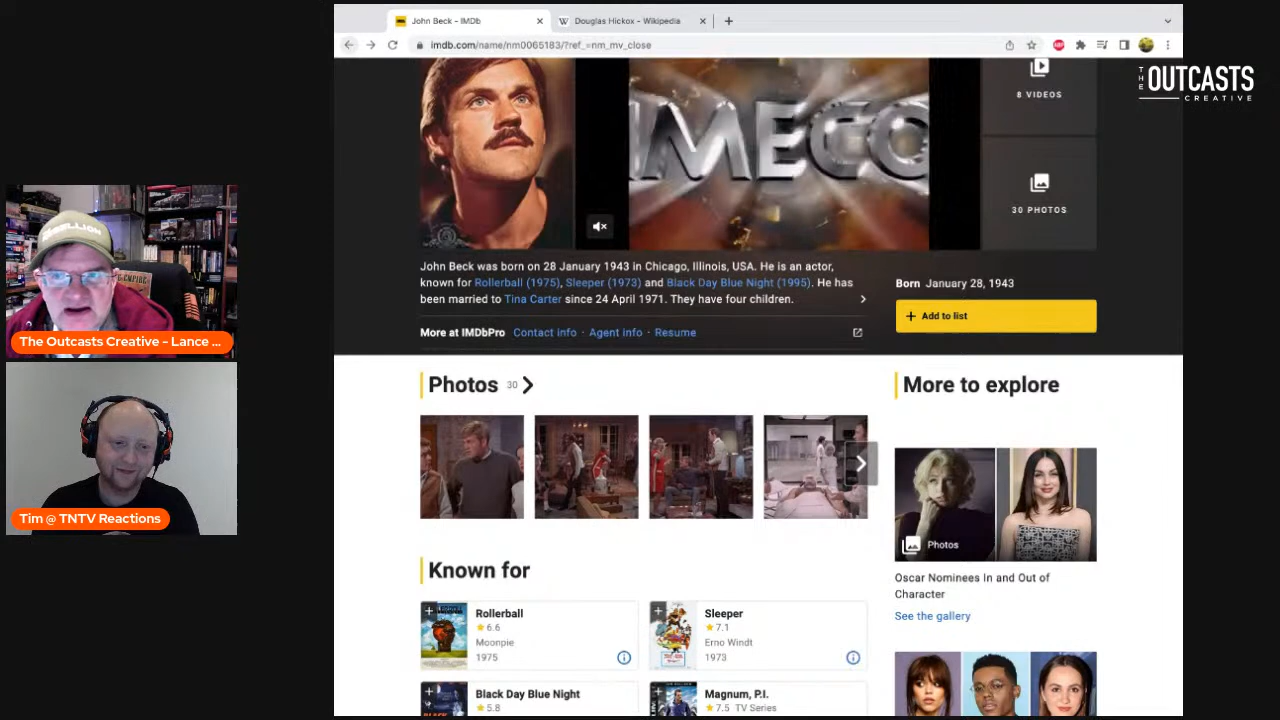 John Beck - IMDb
Douglas Hickox - Wikipedia
imdb.com/name/nm0065183/?ref_=nm_mv_close
THE OUTCASTS
CREATIVE
IMECO
8 VIDEOS
30 PHOTOS
John Beck was born on 28 January 1943 in Chicago, Illinois, USA. He is an actor,
known for Rollerball (1975), Sleeper (1973) and Black Day Blue Night (1995). He has
been married to Tina Carter since 24 April 1971. They have four children.
Born January 28, 1943
Add to list
More at IMDbPro Contact info · Agent info · Resume
REBELLION
EMPIRE
The Outcasts Creative - Lance ...
Tim @ TNTV Reactions
Photos 30
More to explore
Photos
Oscar Nominees In and Out of
Character
See the gallery
Known for
Rollerball
6.6
Moonpie
1975
Sleeper
7.1
Erno Windt
1973
Black Day Blue Night
5.8
Magnum, P.I.
7.5 TV Series